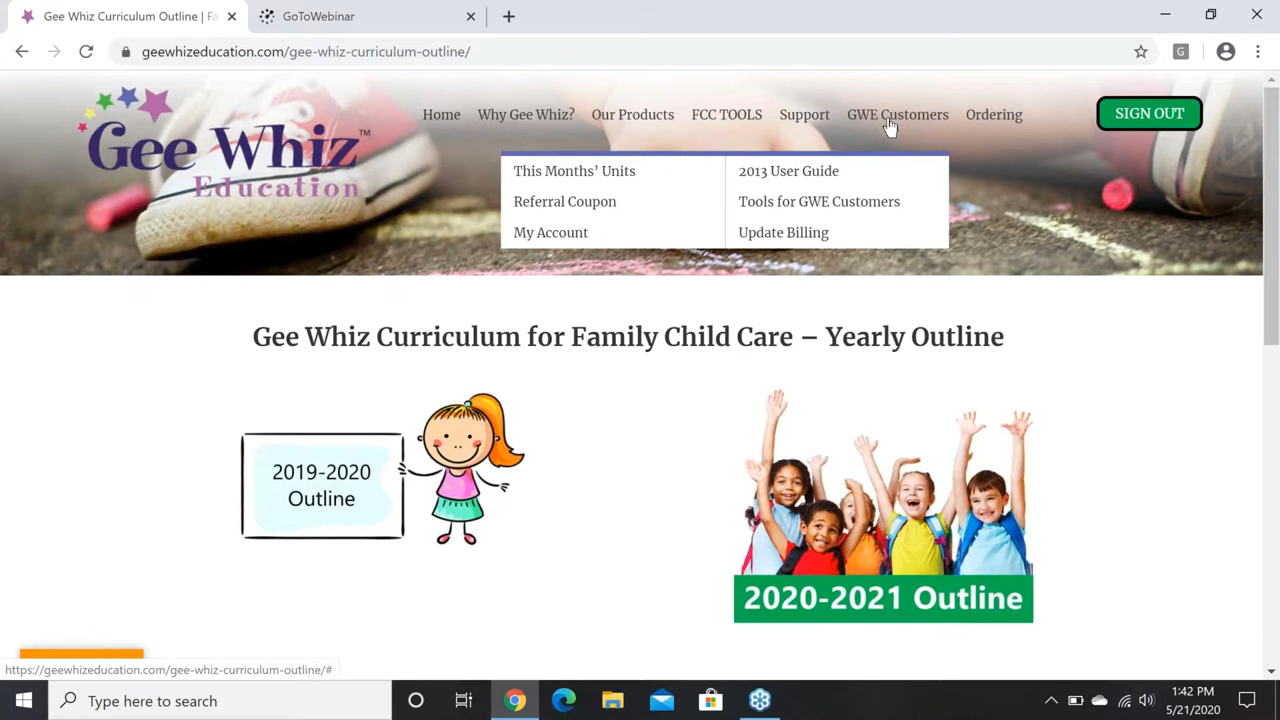 Gee Whiz Curriculum Outline | Fa
GoToWebinar
geewhizeducation.com/gee-whiz-curriculum-outline/
G
Gee Whiz™
Education
Home Why Gee Whiz? Our Products FCC TOOLS Support GWE Customers Ordering
SIGN OUT
This Months' Units
2013 User Guide
Referral Coupon
Tools for GWE Customers
My Account
Update Billing
Gee Whiz Curriculum for Family Child Care – Yearly Outline
2019-2020
Outline
2020-2021 Outline
https://geewhizeducation.com/gee-whiz-curriculum-outline/#
Type here to search
1:42 PM
5/21/2020